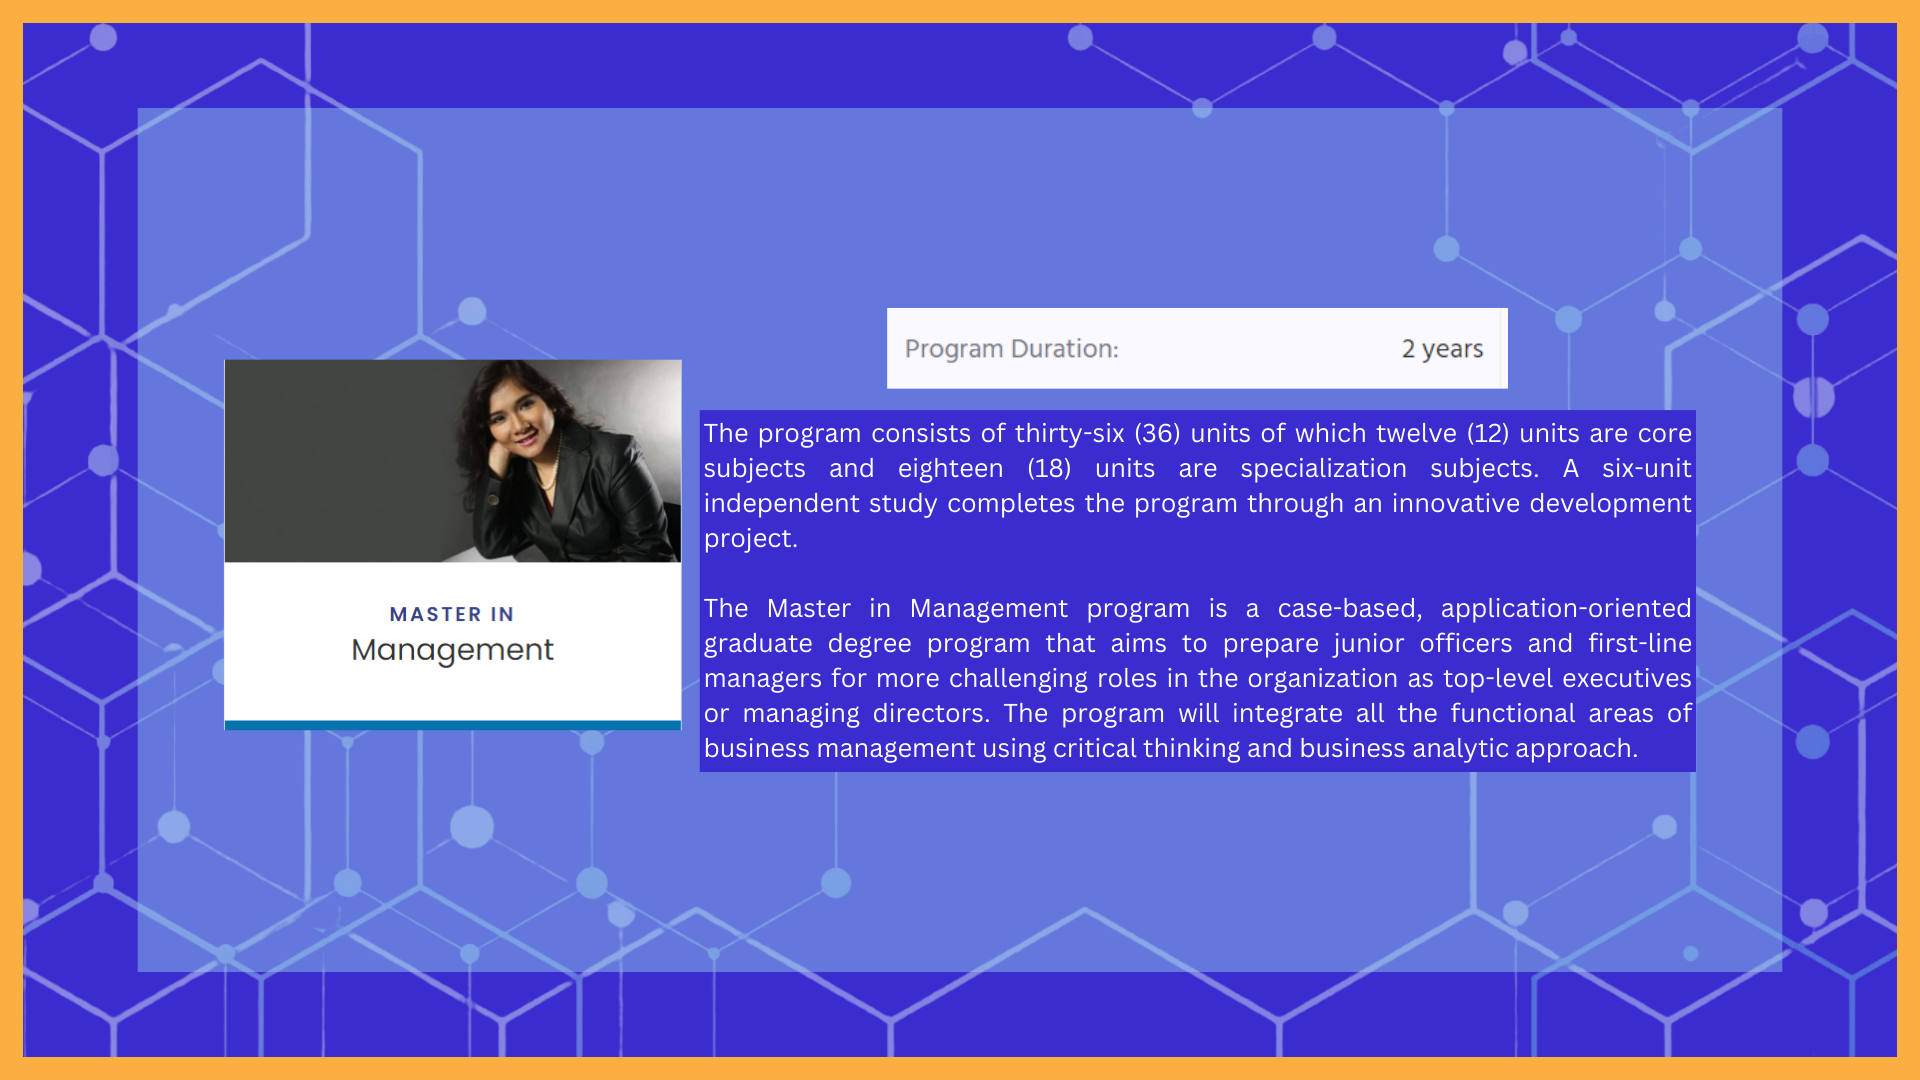 Program Duration: 2 years
The program consists of thirty-six (36) units of which twelve (12) units are core
subjects and eighteen (18) units are specialization subjects. A six-unit
independent study completes the program through an innovative development
project.
The Master in Management program is a case-based, application-oriented
graduate degree program that aims to prepare junior officers and first-line
managers for more challenging roles in the organization as top-level executives
or managing directors. The program will integrate all the functional areas of
business management using critical thinking and business analytic approach.
MASTER IN
Management